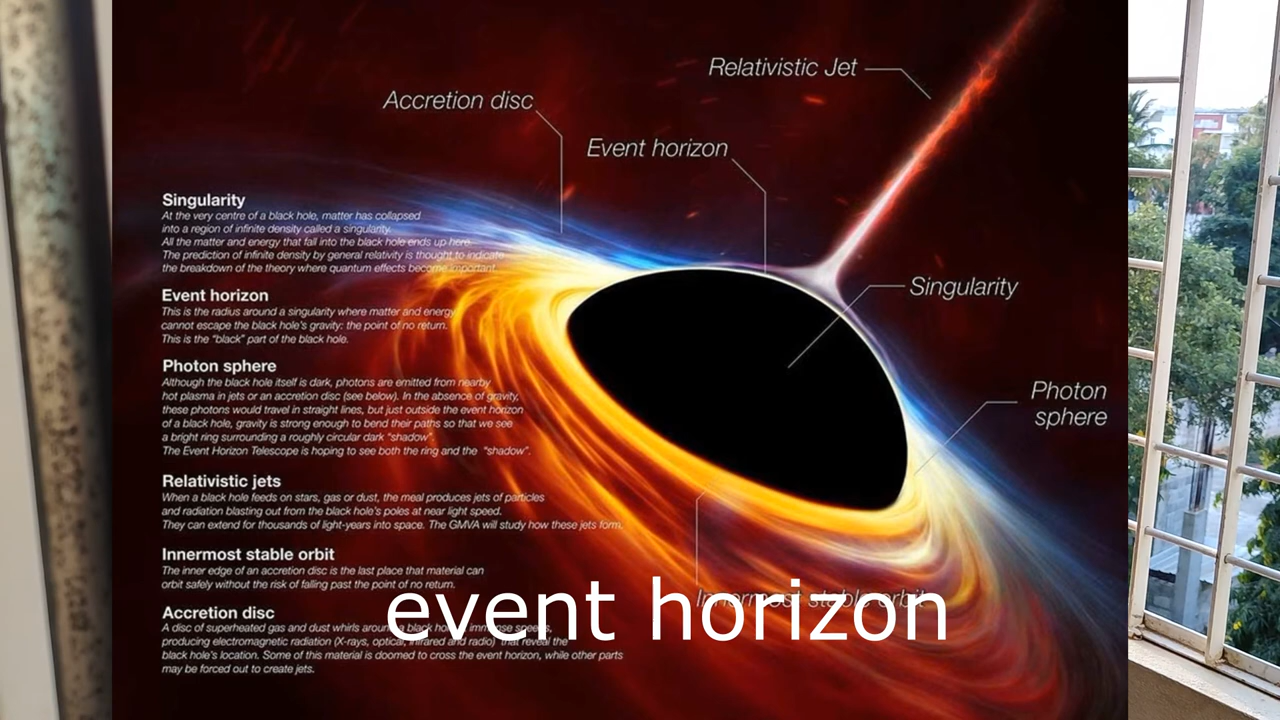 Relativistic Jet
Accretion disc
Event horizon
Singularity
At the very centre of a black hole, matter has collapsed
into a region of infinite density called a singularity.
All the matter and energy that fall into the black hole ends up here.
The prediction of infinite density by general relativity is thought to indicate
the breakdown of the theory where quantum effects become important.
Singularity
Event horizon
This is the radius around a singularity where matter and energy
cannot escape the black hole's gravity: the point of no return.
This is the "black" part of the black hole.
Photon sphere
Although the black hole itself is dark, photons are emitted from nearby
hot plasma in jets or an accretion disc (see below). In the absence of gravity,
these photons would travel in straight lines, but just outside the event horizon
of a black hole, gravity is strong enough to bend their paths so that we see
a bright ring surrounding a roughly circular dark "shadow".
The Event Horizon Telescope is hoping to see both the ring and the "shadow".
Photon
sphere
Relativistic jets
When a black hole feeds on stars, gas or dust, the meal produces jets of particles
and radiation blasting out from the black hole's poles at near light speed.
They can extend for thousands of light-years into space. The GMVA will study how these jets form.
Innermost stable orbit
The inner edge of an accretion disc is the last place that material can
orbit safely without the risk of falling past the point of no return.
Innermost stable orbit
event horizon
Accretion disc
A disc of superheated gas and dust whirls around a black hole at immense speeds,
producing electromagnetic radiation (X-rays, optical, infrared and radio) that reveal the
black hole's location. Some of this material is doomed to cross the event horizon, while other parts
may be forced out to create jets.